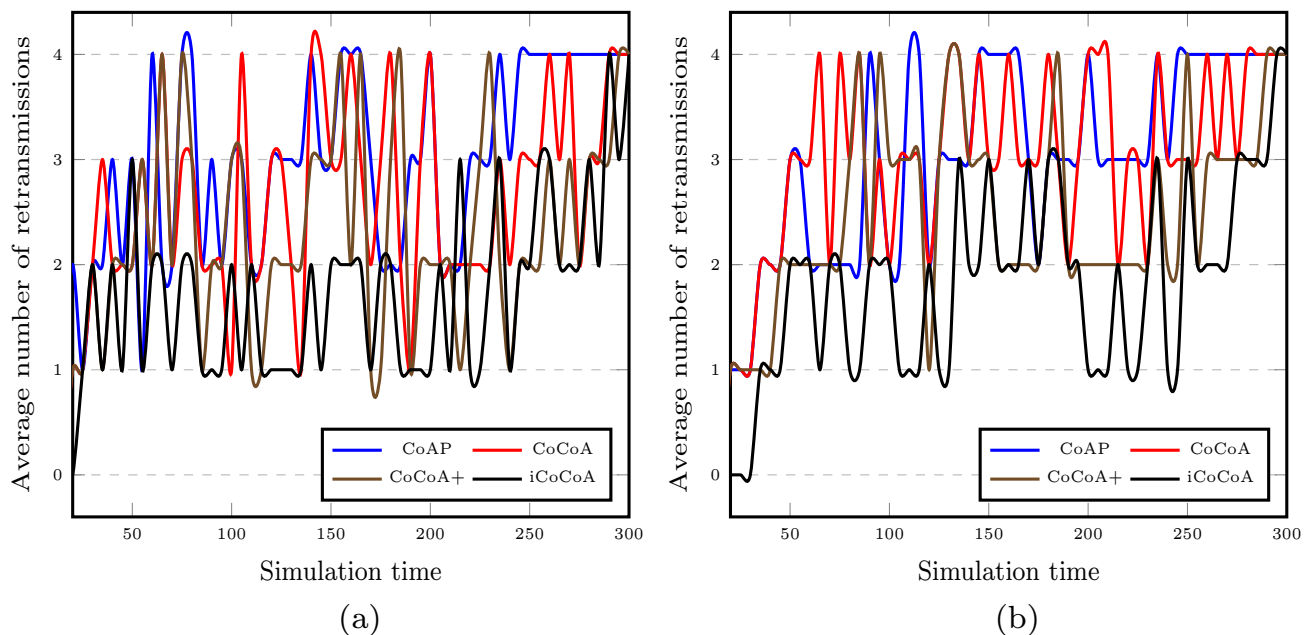 Average number of retransmissions
4
3
2
1
0
CoAP
CoCoA
CoCoA+
iCoCoA
50
100
150
200
250
300
Simulation time
(a)
Average number of retransmissions
4
3
2
1
0
CoAP
CoCoA
CoCoA+
iCoCoA
50
100
150
200
250
300
Simulation time
(b)